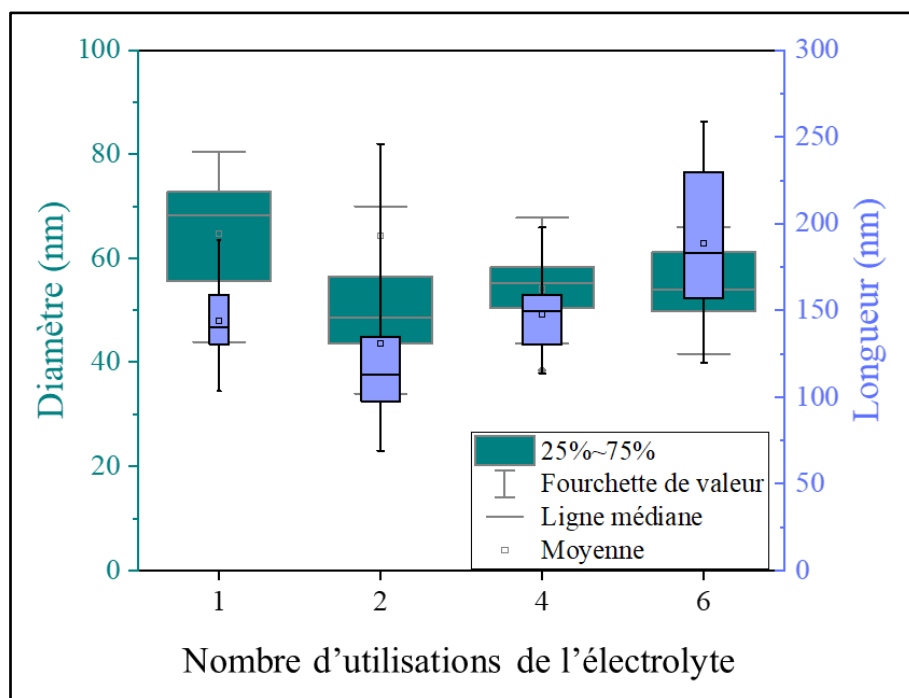 100
80
60
40
20
0
Diamètre (nm)
300
250
200
150
100
50
0
Longueur (nm)
25%~75%
Fourchette de valeur
Ligne médiane
Moyenne
1 2 4 6
Nombre d’utilisations de l’électrolyte